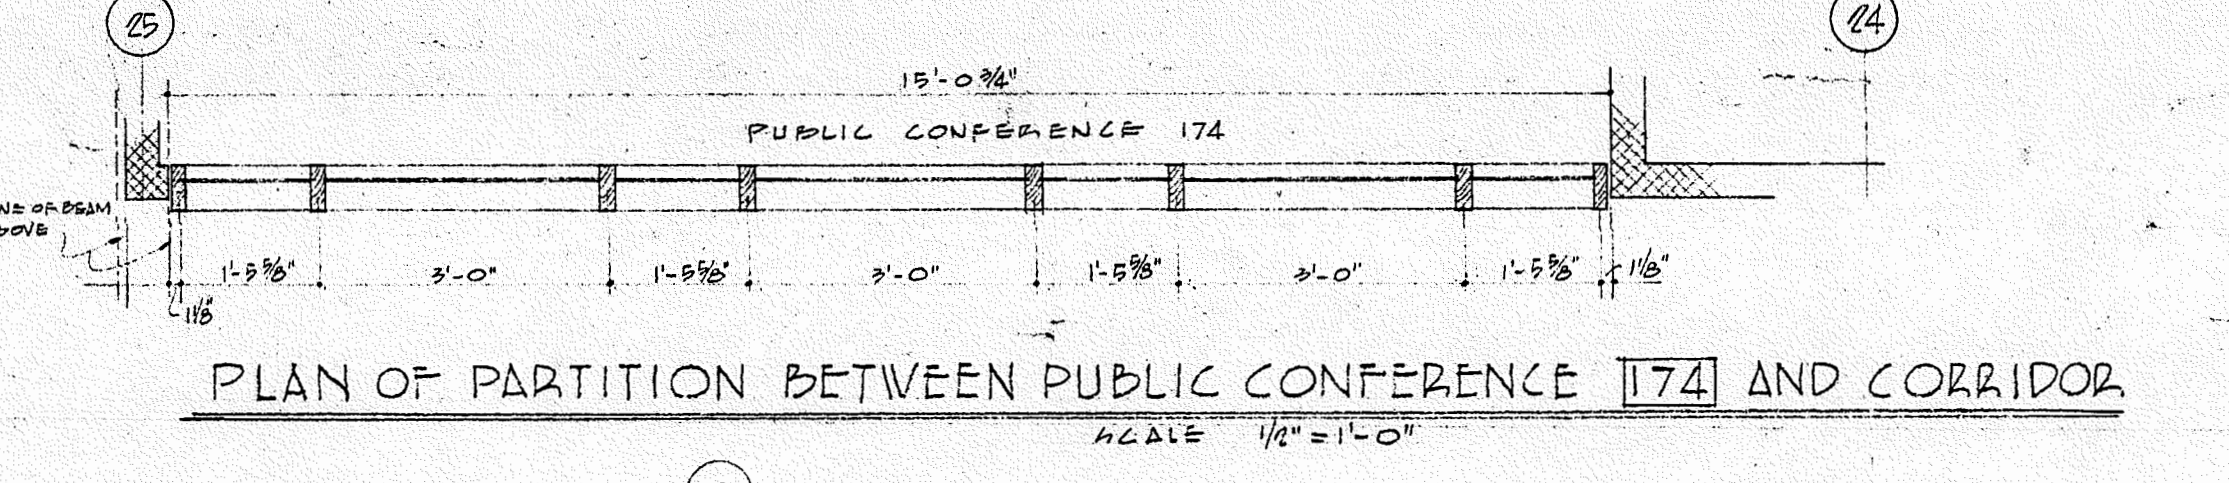 25
24
15'-0 3/4"
PUBLIC CONFERENCE 174
OF BEAM
1'-5 5/8" 3'-0" 1'-5 5/8" 3'-0" 1'-5 5/8" 3'-0" 1'-5 5/8" 1 1/8"
1 1/8"
PLAN OF PARTITION BETWEEN PUBLIC CONFERENCE 174 AND CORRIDOR
SCALE 1/2" = 1'-0"